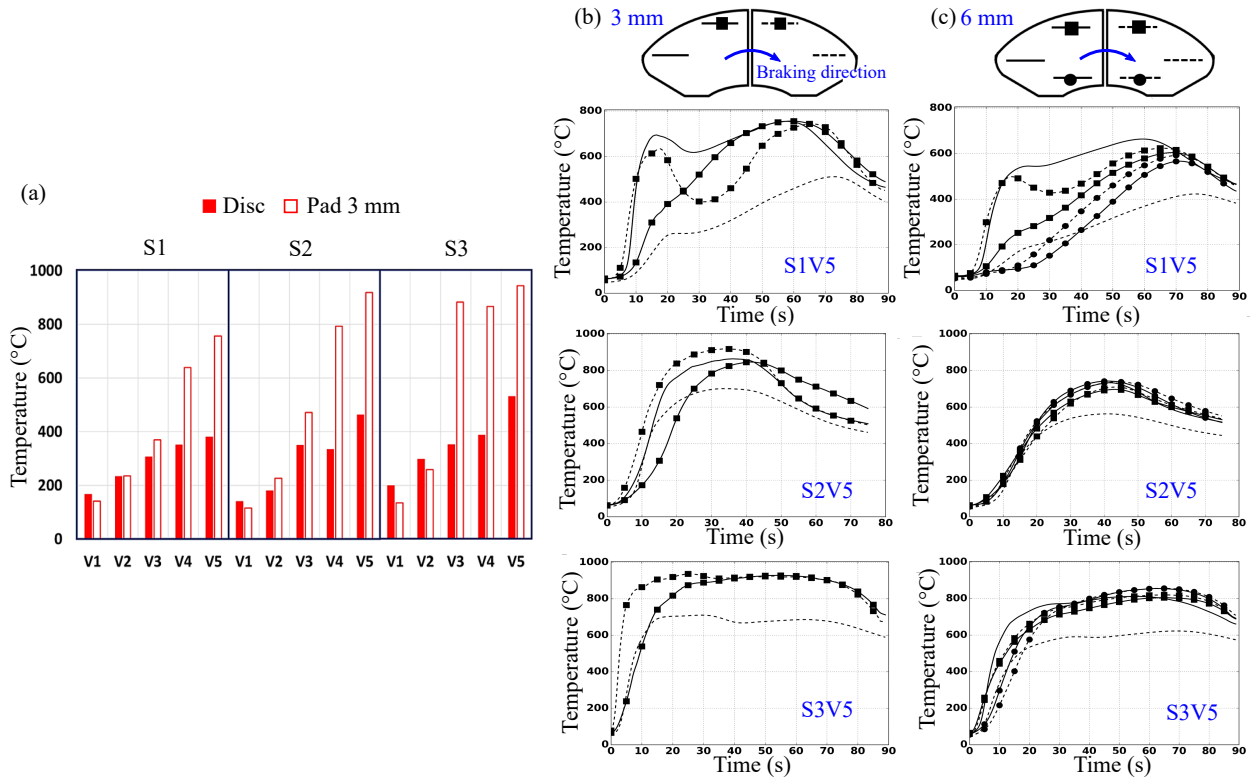 (a)
Disc Pad 3 mm
S1 S2 S3
Temperature (°C)
1000
800
600
400
200
0
V1 V2 V3 V4 V5 V1 V2 V3 V4 V5 V1 V2 V3 V4 V5
(b) 3 mm
Braking direction
Temperature (°C)
800
600
400
200
0
S1V5
0 10 20 30 40 50 60 70 80 90
Time (s)
Temperature (°C)
1000
800
600
400
200
0
S2V5
0 10 20 30 40 50 60 70 80
Time (s)
Temperature (°C)
1000
800
600
400
200
0
S3V5
0 10 20 30 40 50 60 70 80 90
Time (s)
(c) 6 mm
Temperature (°C)
800
600
400
200
0
S1V5
0 10 20 30 40 50 60 70 80 90
Time (s)
Temperature (°C)
1000
800
600
400
200
0
S2V5
0 10 20 30 40 50 60 70 80
Time (s)
Temperature (°C)
1000
800
600
400
200
0
S3V5
0 10 20 30 40 50 60 70 80 90
Time (s)